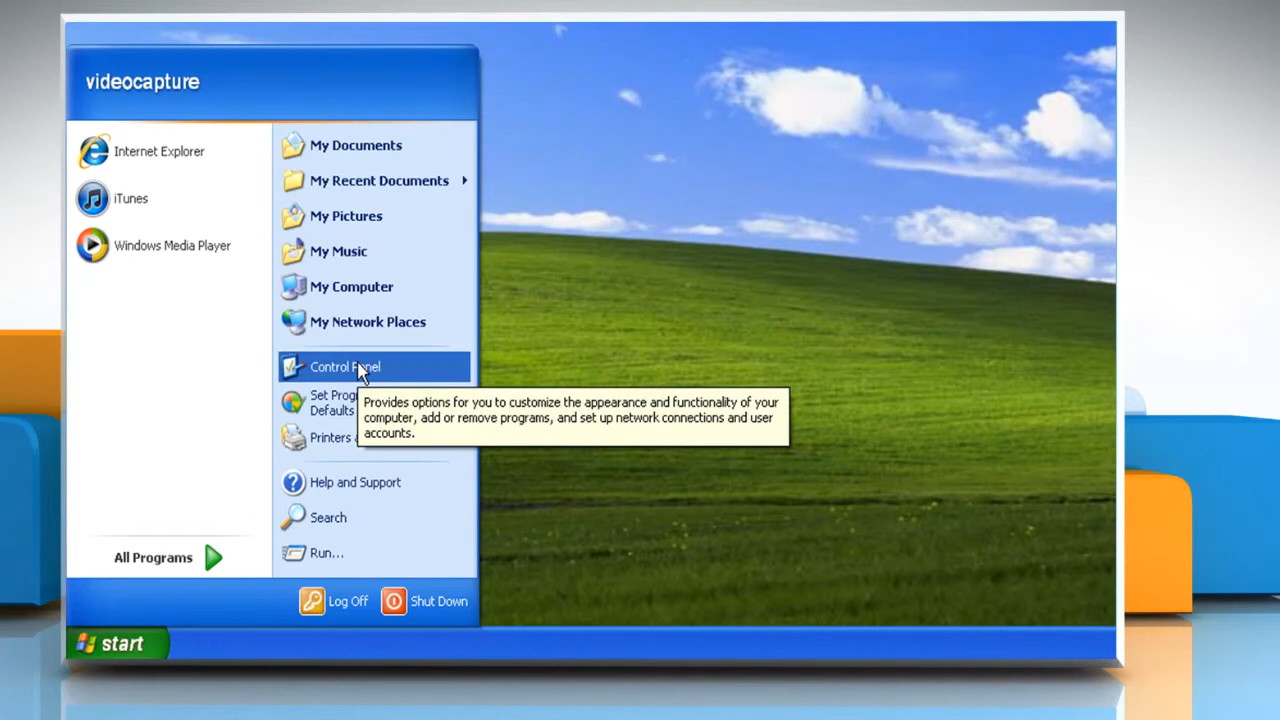 videocapture
Internet Explorer
iTunes
Windows Media Player
All Programs
My Documents
My Recent Documents
My Pictures
My Music
My Computer
My Network Places
Control Panel
Set Prog
Defaults
Printers
Provides options for you to customize the appearance and functionality of your
computer, add or remove programs, and set up network connections and user
accounts.
Help and Support
Search
Run...
Log Off
Shut Down
start